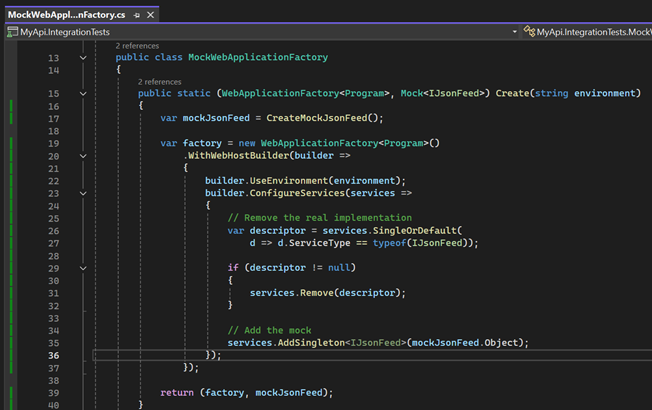 MockWebAppl...nFactory.cs
MyApi.IntegrationTests
MyApi.IntegrationTests.MockW
2 references
13 public class MockWebApplicationFactory
14 {
2 references
15 public static (WebApplicationFactory<Program>, Mock<IJsonFeed>) Create(string environment)
16 {
17 var mockJsonFeed = CreateMockJsonFeed();
18
19 var factory = new WebApplicationFactory<Program>()
20 .WithWebHostBuilder(builder =>
21 {
22 builder.UseEnvironment(environment);
23 builder.ConfigureServices(services =>
24 {
25 // Remove the real implementation
26 var descriptor = services.SingleOrDefault(
27 d => d.ServiceType == typeof(IJsonFeed));
28
29 if (descriptor != null)
30 {
31 services.Remove(descriptor);
32 }
33
34 // Add the mock
35 services.AddSingleton<IJsonFeed>(mockJsonFeed.Object);
36 });
37 });
38
39 return (factory, mockJsonFeed);
40 }